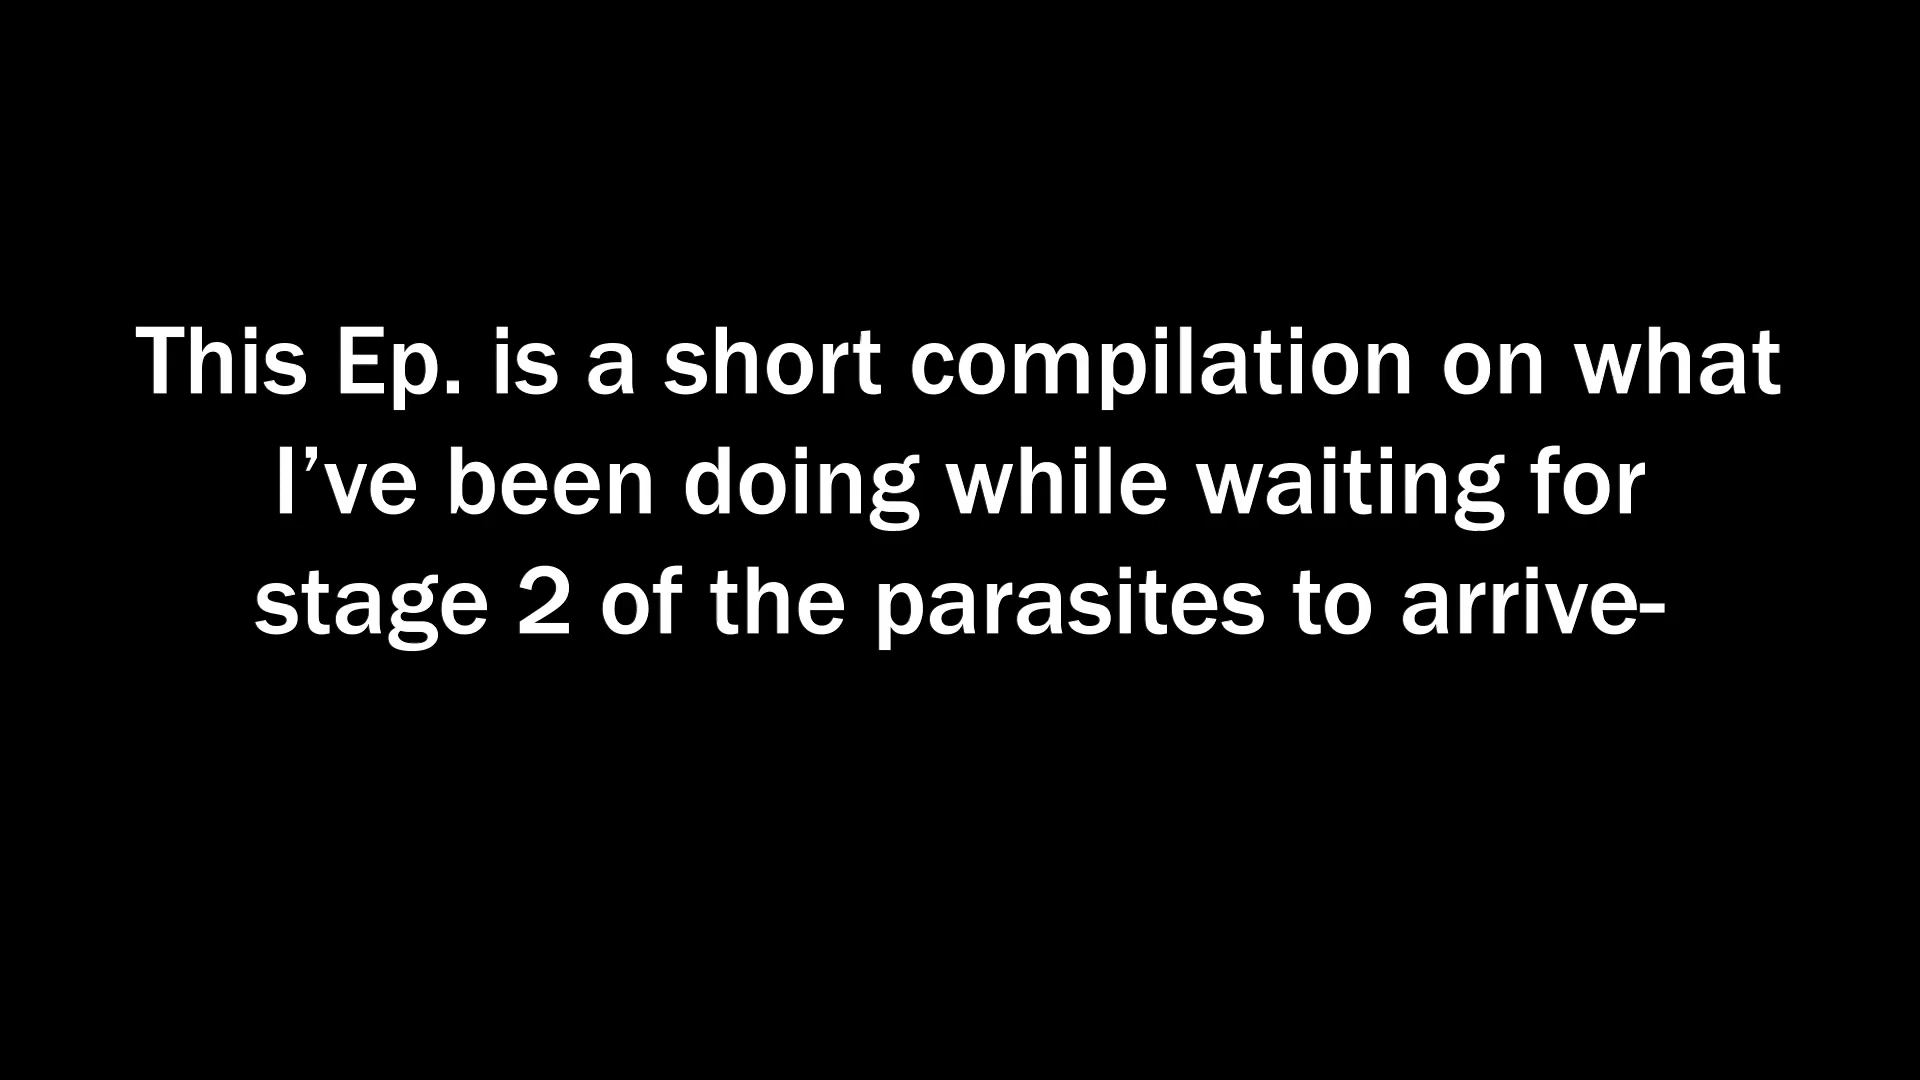 This Ep. is a short compilation on what
I’ve been doing while waiting for
stage 2 of the parasites to arrive-